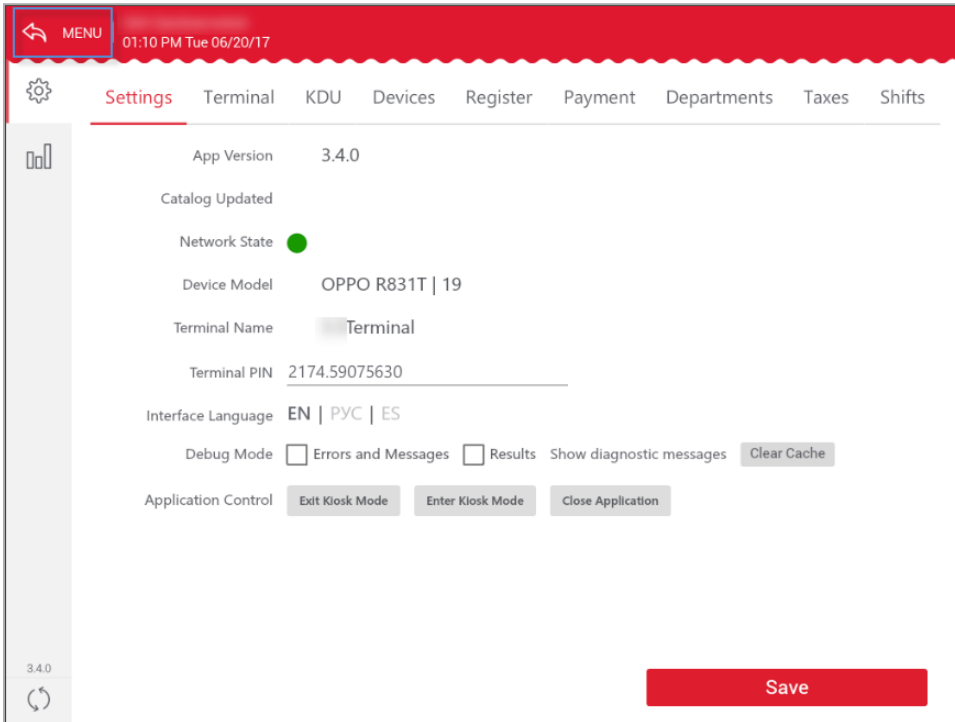 MENU
01:10 PM Tue 06/20/17
Settings Terminal KDU Devices Register Payment Departments Taxes Shifts
App Version 3.4.0
Catalog Updated
Network State
Device Model OPPO R831T | 19
Terminal Name Terminal
Terminal PIN 2174.59075630
Interface Language EN | РУС | ES
Debug Mode Errors and Messages Results Show diagnostic messages Clear Cache
Application Control Exit Kiosk Mode Enter Kiosk Mode Close Application
3.4.0
Save